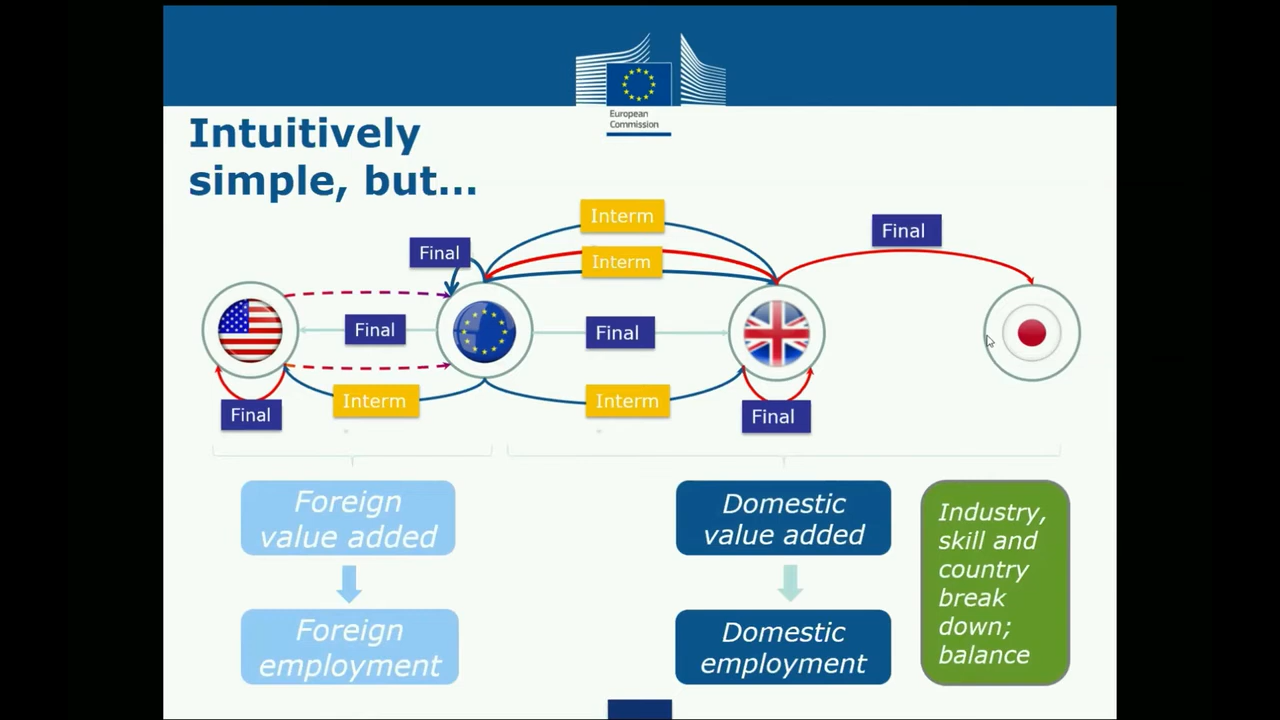 European
Commission
Intuitively
simple, but...
Interm
Final
Final
Interm
Final
Final
Interm
Interm
Final
Final
Foreign
value added
Domestic
value added
Industry,
skill and
country
break
down;
balance
Foreign
employment
Domestic
employment